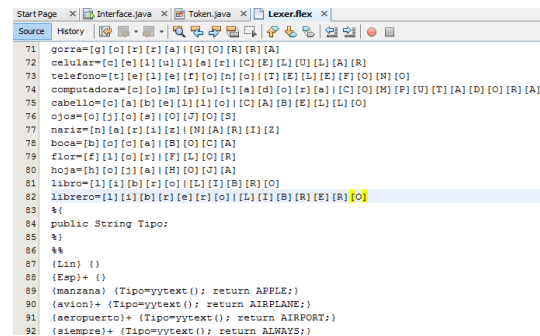 Start Page Interface.java Token.java Lexer.flex
Source History
71 gorra=[g][o][r][r][a]|[G][O][R][R][A]
72 celular=[c][e][l][u][l][a][r]|[C][E][L][U][L][A][R]
73 telefono=[t][e][l][e][f][o][n][o]|[T][E][L][E][F][O][N][O]
74 computadora=[c][o][m][p][u][t][a][d][o][r][a]|[C][O][M][P][U][T][A][D][O][R][A]
75 cabello=[c][a][b][e][l][l][o]|[C][A][B][E][L][L][O]
76 ojos=[o][j][o][s]|[O][J][O][S]
77 nariz=[n][a][r][i][z]|[N][A][R][I][Z]
78 boca=[b][o][c][a]|[B][O][C][A]
79 flor=[f][l][o][r]|[F][L][O][R]
80 hoja=[h][o][j][a]|[H][O][J][A]
81 libro=[l][i][b][r][o]|[L][I][B][R][O]
82 librero=[l][i][b][r][e][r][o]|[L][I][B][R][E][R][O]
83 %{
84 public String Tipo;
85 %}
86 %%
87 {Lin} {}
88 {Esp}+ {}
89 {manzana} {Tipo=yytext(); return APPLE;}
90 {avion}+ {Tipo=yytext(); return AIRPLANE;}
91 {aeropuerto}+ {Tipo=yytext(); return AIRPORT;}
92 {siempre}+ {Tipo=yytext(); return ALWAYS;}